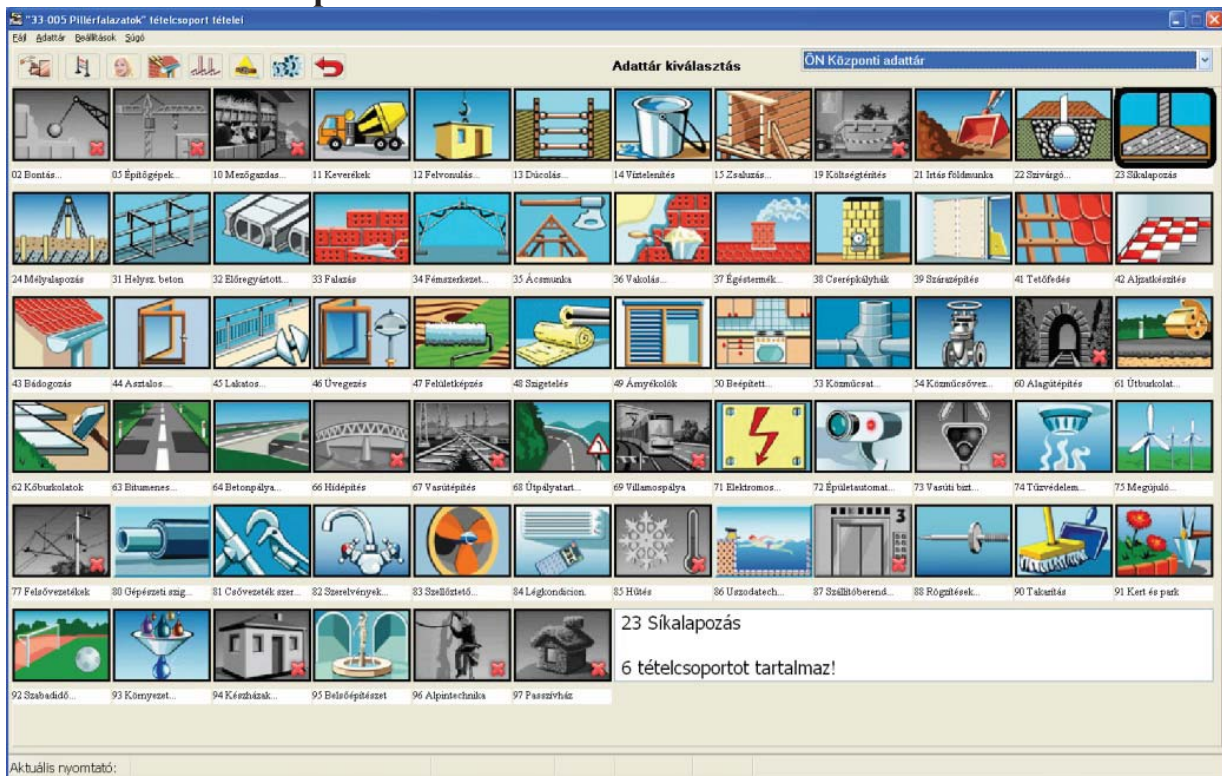 "33-005 Pillérfalazatok" tételcsoport tételei
Fájl Adattár Beállítások Súgó
Adattár kiválasztás
ÖN Központi adattár
02 Bontás... 05 Építőgépek... 10 Mezőgazdas... 11 Keverékek 12 Felvonulás... 13 Dúcolás... 14 Víztelenítés 15 Zsaluzás... 19 Költségtérítés 21 Irtás földmunka 22 Szivárgó... 23 Síkalapozás
24 Mélyalapozás 31 Helysz. beton 32 Előregyártott... 33 Falazás 34 Fémszerkezet... 35 Ácsmunka 36 Vakolás... 37 Égéstermék... 38 Cserépkályhák 39 Szárazépítés 41 Tetőfedés 42 Aljzatkészítés
43 Bádogozás 44 Asztalos... 45 Lakatos... 46 Üvegezés 47 Felületképzés 48 Szigetelés 49 Árnyékolók 50 Beépített... 53 Közműcsat... 54 Közműcsővez... 60 Alagútépítés 61 Útburkolat...
62 Kőburkolatok 63 Bitumenes... 64 Betonpálya... 66 Hídépítés 67 Vasútépítés 68 Útpályatart... 69 Villamospálya 71 Elektromos... 72 Épületautomat... 73 Vasúti bizt... 74 Tűzvédelem... 75 Megújuló...
3
77 Felsővezetékek 80 Gépészeti szig... 81 Csővezeték szer... 82 Szerelvények... 83 Szellőztető... 84 Légkondicion. 85 Hűtés 86 Uszodatech... 87 Szállítóberend... 88 Rögzítések... 90 Takarítás 91 Kert és park
23 Síkalapozás
6 tételcsoportot tartalmaz!
92 Szabadidő... 93 Környezet... 94 Készházak... 95 Belsőépítészet 96 Alpintechnika 97 Passzívház
Aktuális nyomtató: